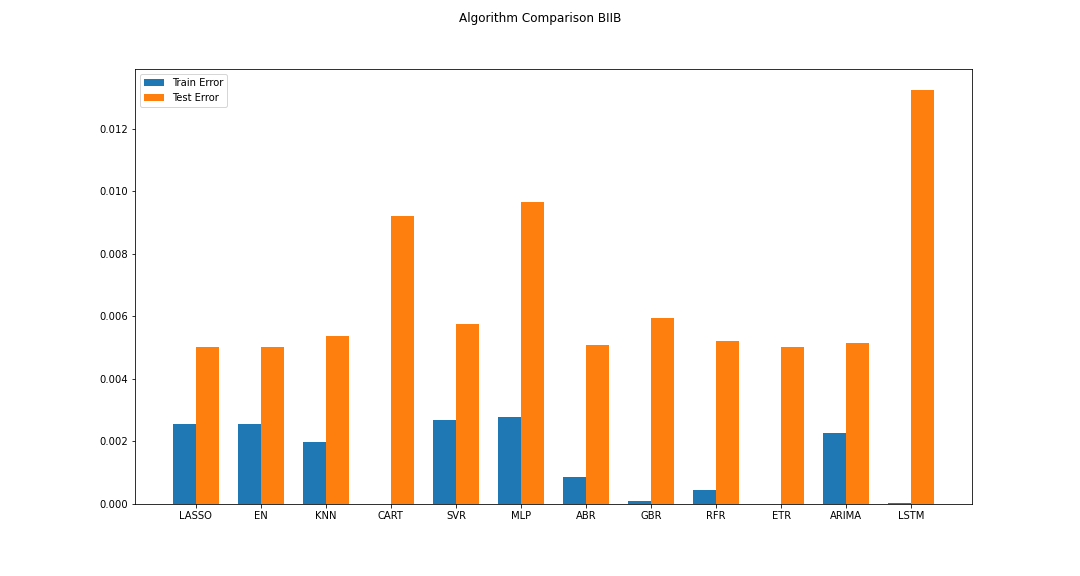 Algorithm Comparison BIIB
Train Error
Test Error
0.012
0.010
0.008
0.006
0.004
0.002
0.000
LASSO EN KNN CART SVR MLP ABR GBR RFR ETR ARIMA LSTM